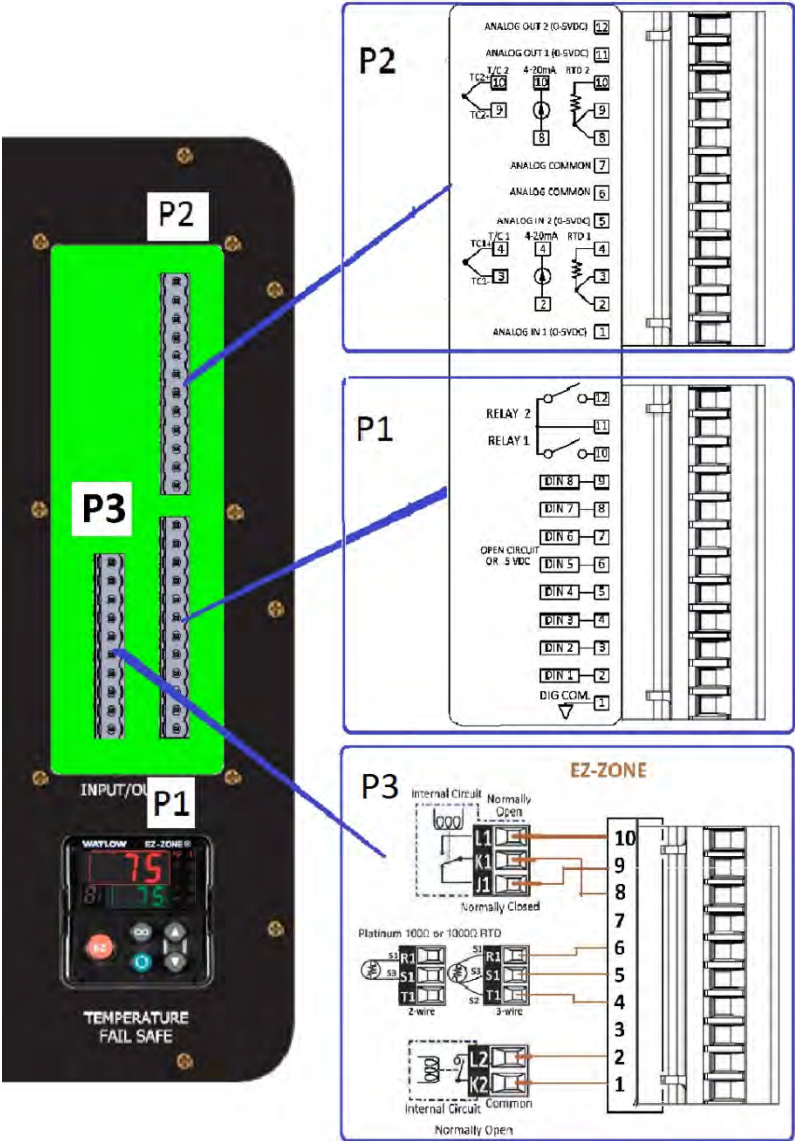 P2
P3
INPUT/OU
P1
WATLOW EZ-ZONE®
75
75
EZ
TEMPERATURE
FAIL SAFE
P2
ANALOG OUT 2 (0-5VDC) 12
ANALOG OUT 1 (0-5VDC) 11
T/C 2 4-20mA RTD 2
TC2+ 10 10 10
TC2- 9 9
8 8
ANALOG COMMON 7
ANALOG COMMON 6
ANALOG IN 2 (0-5VDC) 5
T/C 1 4-20mA RTD 1
TC1+ 4 4 4
TC1- 3 3
2 2
ANALOG IN 1 (0-5VDC) 1
P1
12
RELAY 2
11
RELAY 1
10
DIN 8 9
DIN 7 8
DIN 6 7
OPEN CIRCUIT
OR 5 VDC
DIN 5 6
DIN 4 5
DIN 3 4
DIN 2 3
DIN 1 2
DIG COM. 1
P3
EZ-ZONE
Internal Circuit
Normally
Open
L1 10
K1 9
J1 8
Normally Closed
7
Platinum 100Ω or 1000Ω RTD
S1 R1 S1 R1 6
S3 S1 S3 S1 5
T1 S2 T1 4
2-wire 3-wire
3
L2 2
K2 1
Internal Circuit Common
Normally Open